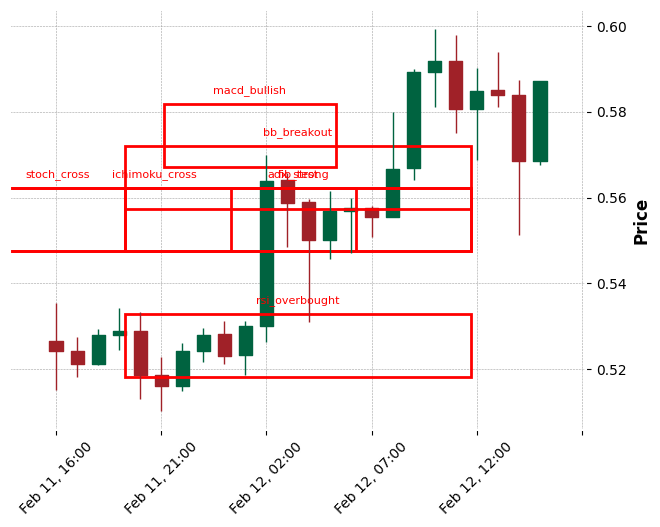 macd_bullish
bb_breakout
stoch_cross
ichimoku_cross
adx_strong
rsi_overbought
0.60
0.58
0.56
0.54
0.52
Price
Feb 11, 16:00
Feb 11, 21:00
Feb 12, 02:00
Feb 12, 07:00
Feb 12, 12:00